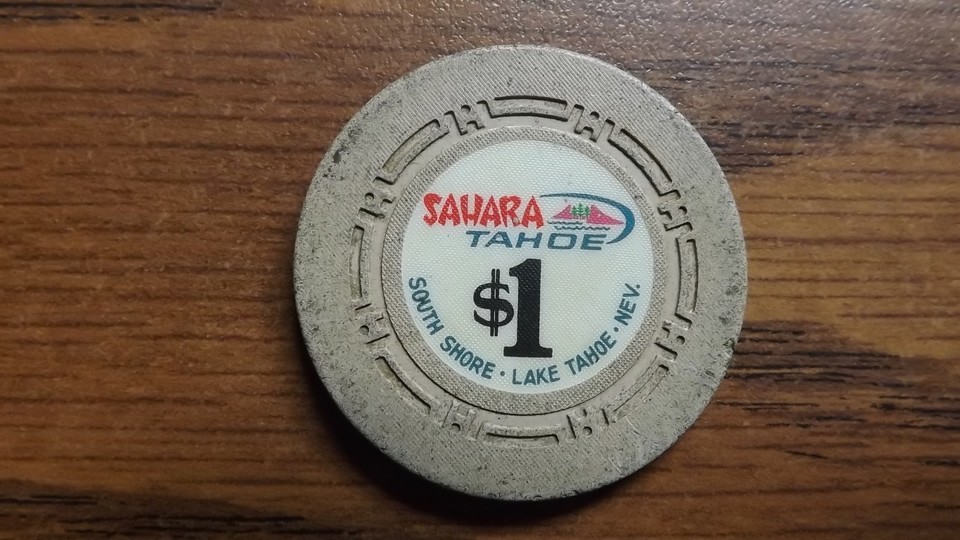 SAHARA
TAHOE
$1
SOUTH SHORE · LAKE TAHOE · NEV.